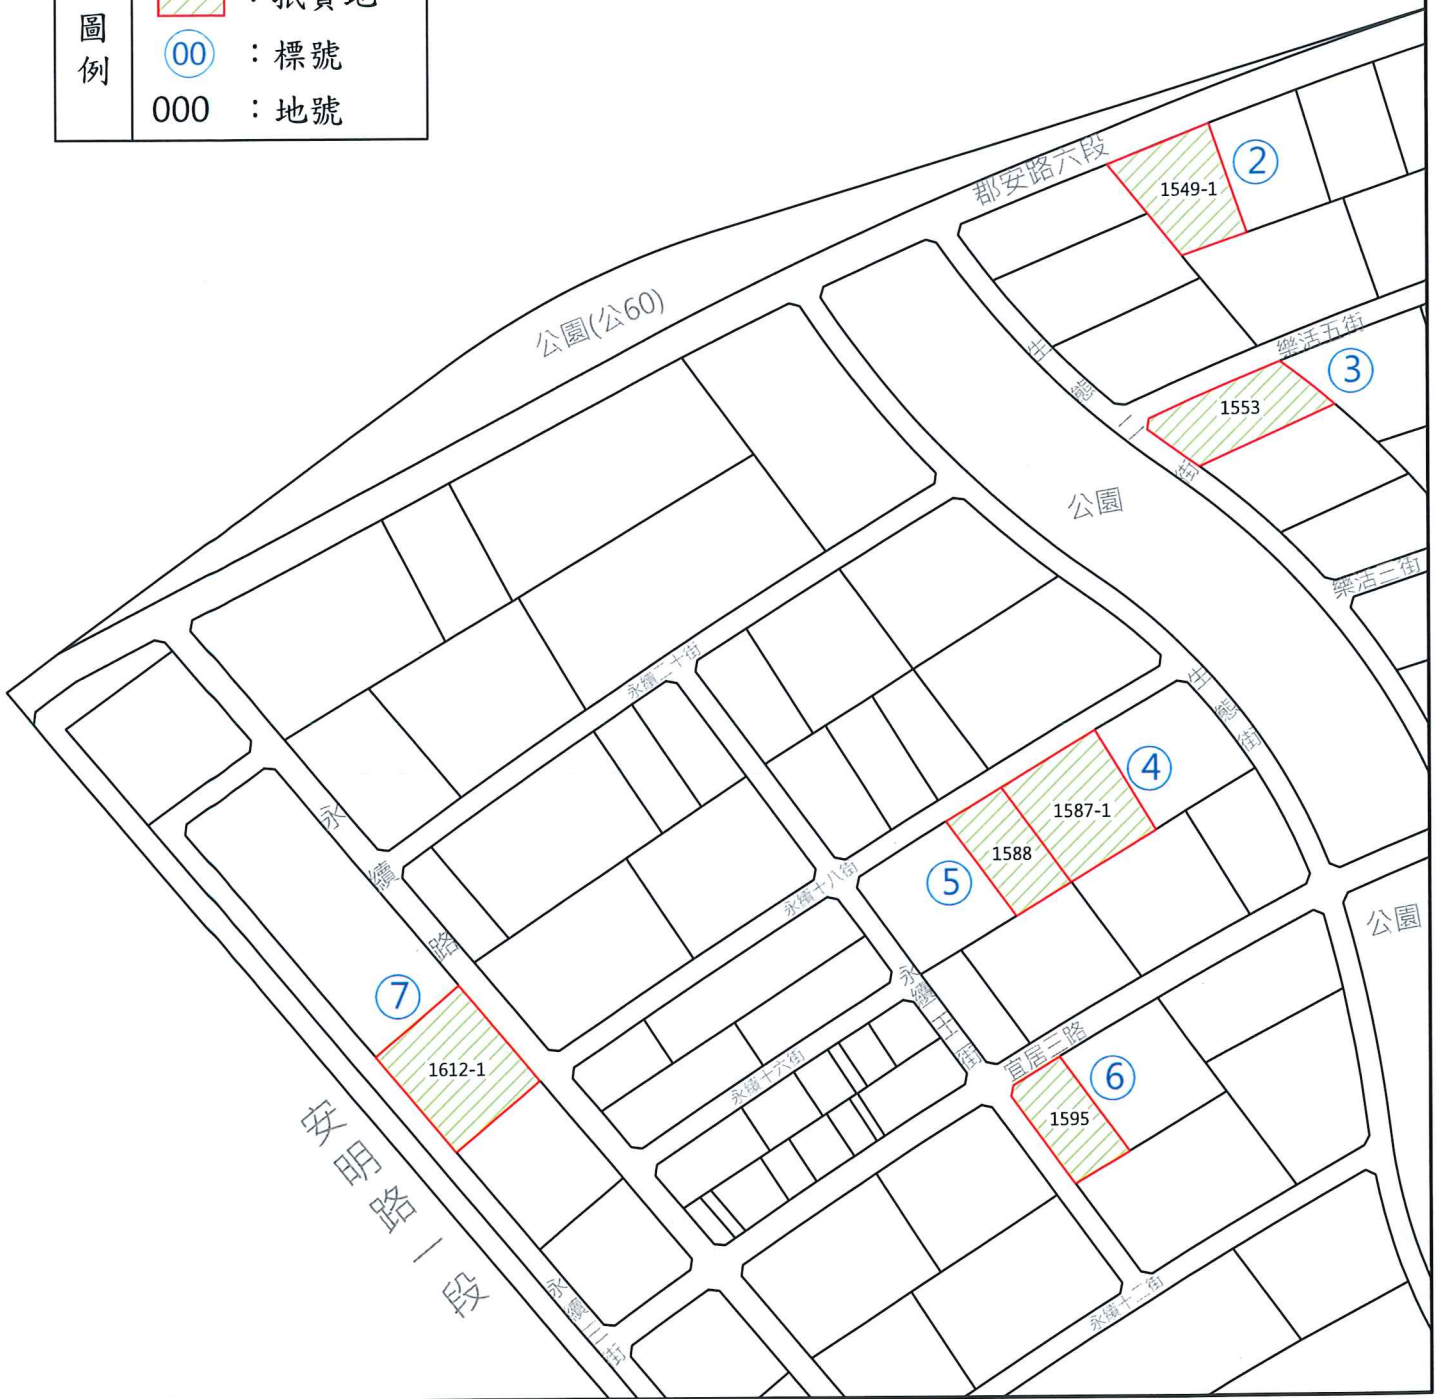 圖例
：抵費地
00 ：標號
000 ：地號
郡安路六段
1549-1
②
公園(公60)
樂活五街
③
1553
生態二街
公園
樂活三街
永續二十街
生態街
④
1587-1
1588
⑤
永續路
永續十八街
公園
⑦
1612-1
永續五街
永續十六街
宜居二路
⑥
1595
安明路一段
永續三街
永續十二街